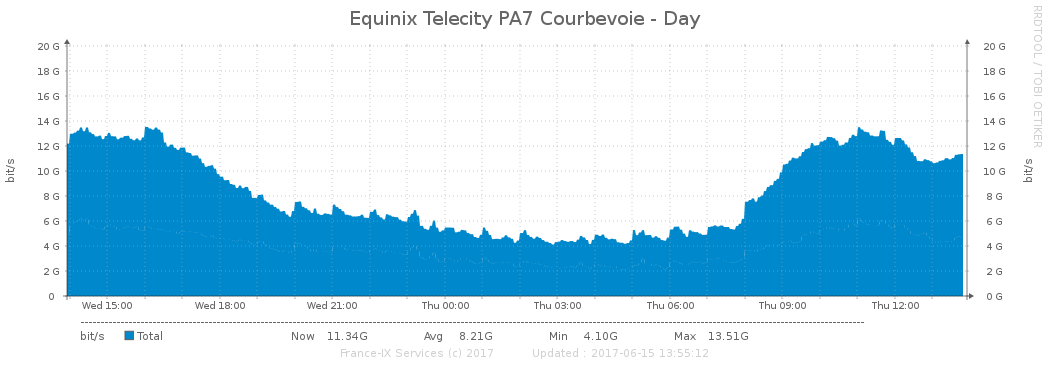 Equinix Telecity PA7 Courbevoie - Day
RRDTOOL / TOBI OETIKER
bit/s
20 G 20 G
18 G 18 G
16 G 16 G
14 G 14 G
12 G 12 G
10 G 10 G
8 G 8 G
6 G 6 G
4 G 4 G
2 G 2 G
0 0 G
bit/s
Wed 15:00 Wed 18:00 Wed 21:00 Thu 00:00 Thu 03:00 Thu 06:00 Thu 09:00 Thu 12:00
bit/s Total Now 11.34G Avg 8.21G Min 4.10G Max 13.51G
France-IX Services (c) 2017 Updated : 2017-06-15 13:55:12